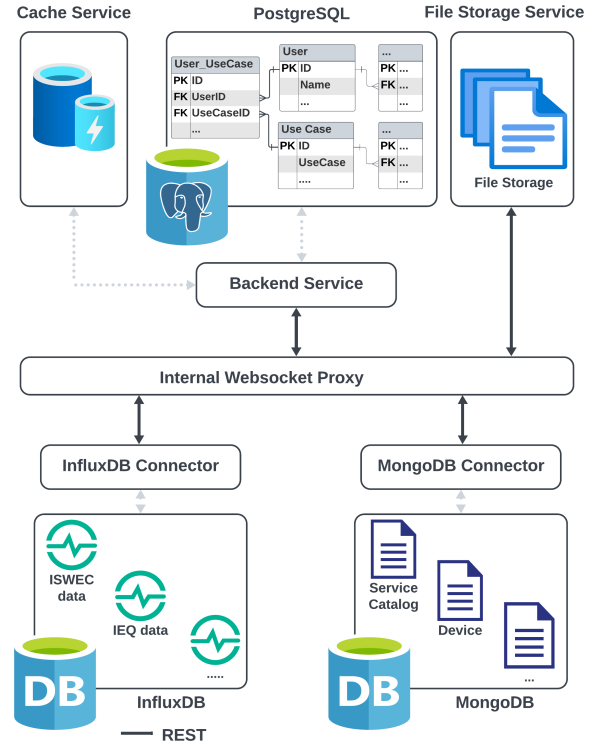 Cache Service
PostgreSQL
File Storage Service
User_UseCase
PK ID
FK UserID
FK UseCaseID
...
User
PK ID
Name
...
...
PK ...
FK ...
...
Use Case
PK ID
UseCase
....
...
PK ...
FK ...
...
File Storage
Backend Service
Internal Websocket Proxy
InfluxDB Connector
MongoDB Connector
ISWEC
data
IEQ data
.....
DB
InfluxDB
Service
Catalog
Device
...
DB
MongoDB
REST